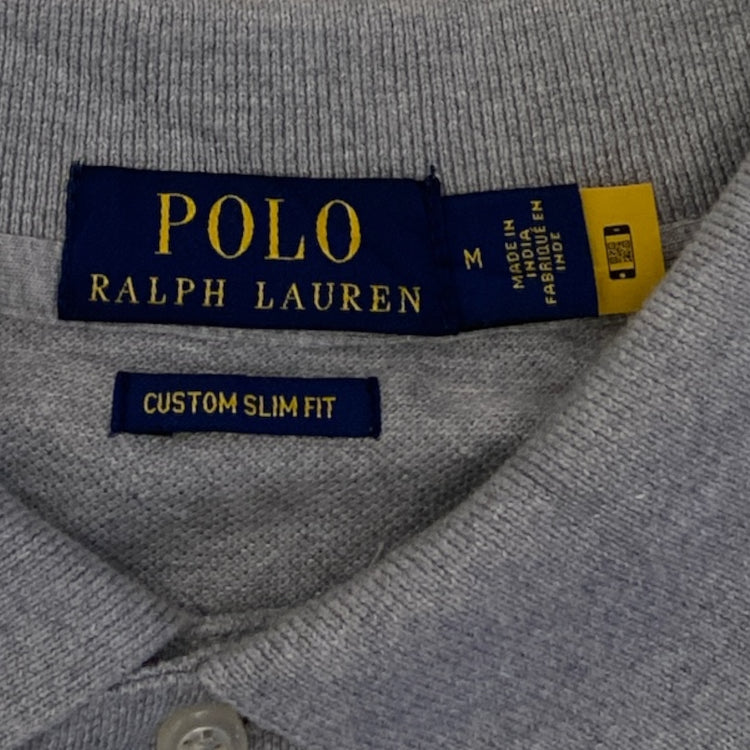 POLO
RALPH LAUREN
M
MADE IN
INDIA
FABRIQUÉ EN
INDE
CUSTOM SLIM FIT